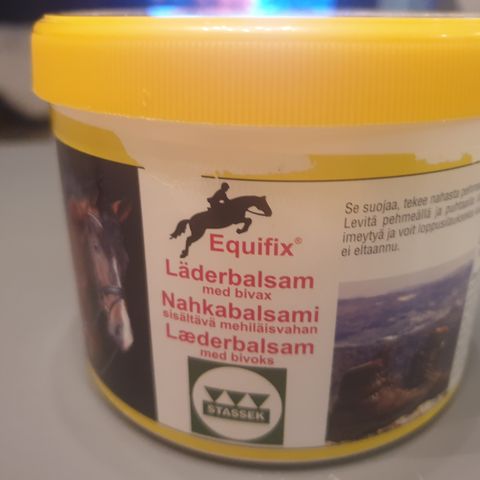 Equifix®
Läderbalsam
med bivax
Nahkabalsami
sisältävä mehiläisvahan
Læderbalsam
med bivoks
STASSEK
Se suojaa, tekee nahasta
Levitä pehmeällä ja
imeytyä ja voit
ei eltaannu.